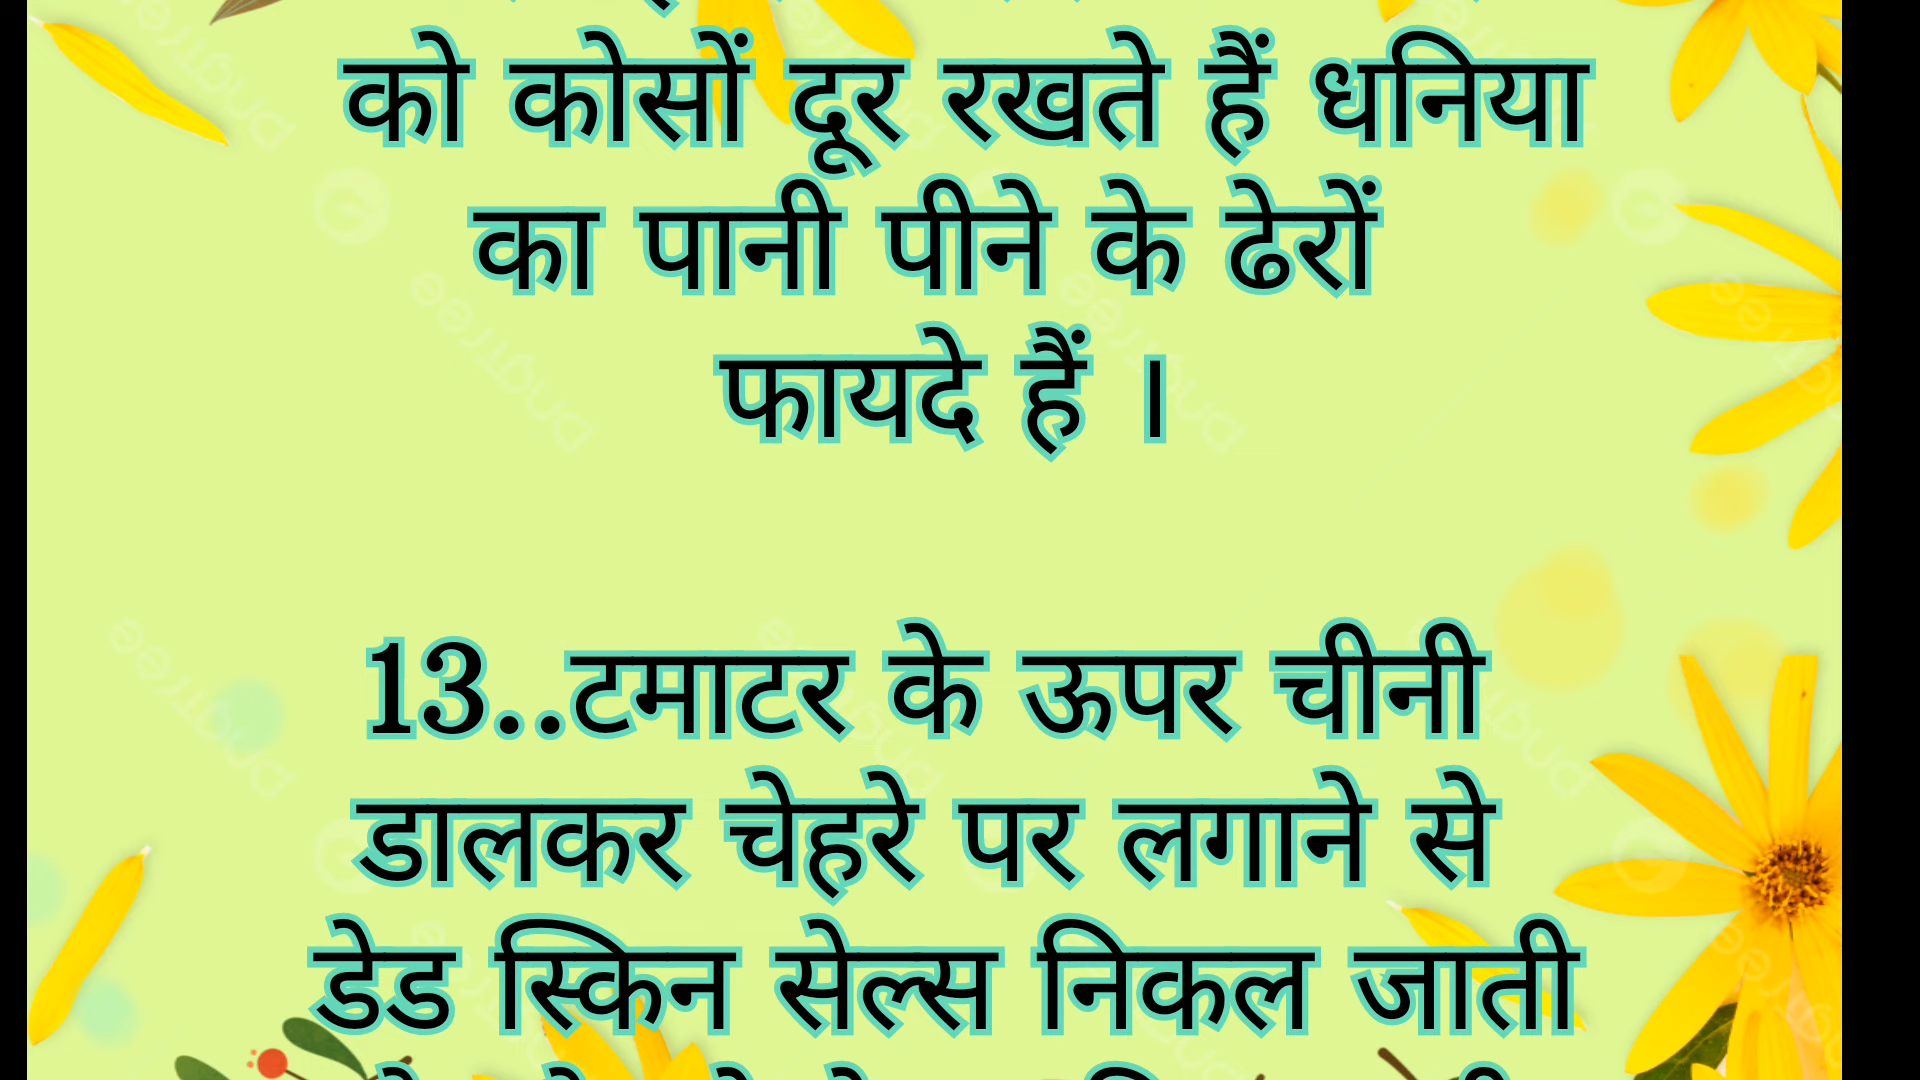 को कोसों दूर रखते हैं धनिया
का पानी पीने के ढेरों
फायदे हैं ।
13..टमाटर के ऊपर चीनी
डालकर चेहरे पर लगाने से
डेड स्किन सेल्स निकल जाती